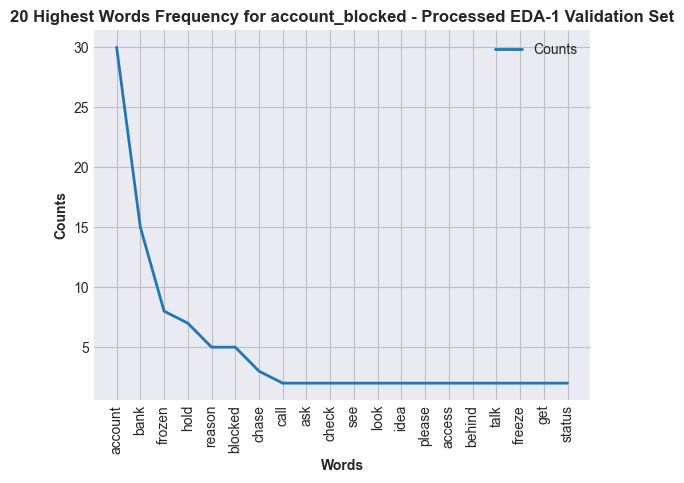 20 Highest Words Frequency for account_blocked - Processed EDA-1 Validation Set
Counts
30
25
20
15
10
5
Counts
account
bank
frozen
hold
reason
blocked
chase
call
ask
check
see
look
idea
please
access
behind
talk
freeze
get
status
Words